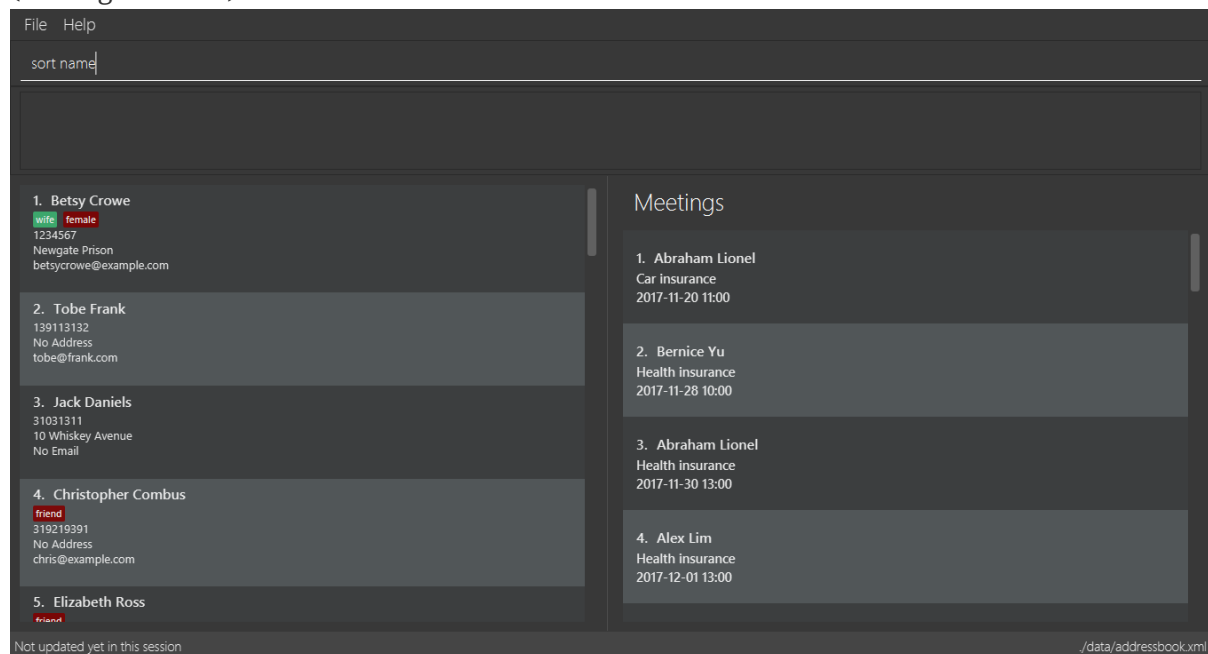 File Help
sort name
1. Betsy Crowe
wife female
1234567
Newgate Prison
betsycrowe@example.com
2. Tobe Frank
139113132
No Address
tobe@frank.com
3. Jack Daniels
31031311
10 Whiskey Avenue
No Email
4. Christopher Combus
friend
319219391
No Address
chris@example.com
5. Elizabeth Ross
friend
Meetings
1. Abraham Lionel
Car insurance
2017-11-20 11:00
2. Bernice Yu
Health insurance
2017-11-28 10:00
3. Abraham Lionel
Health insurance
2017-11-30 13:00
4. Alex Lim
Health insurance
2017-12-01 13:00
Not updated yet in this session
./data/addressbook.xml